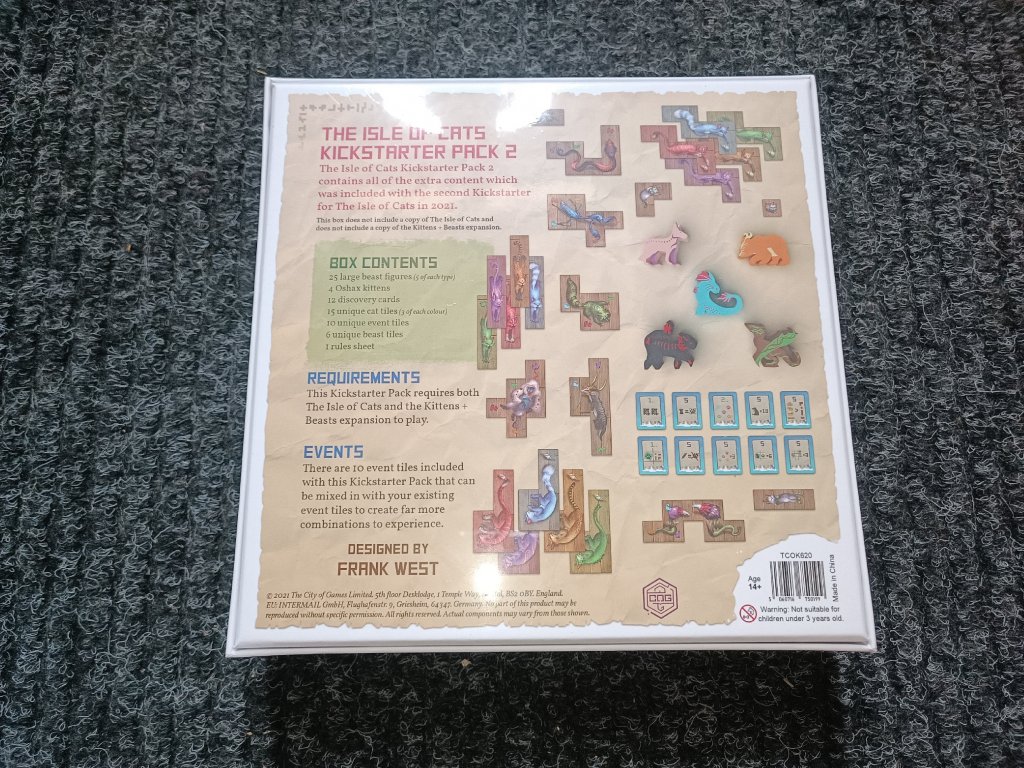 THE ISLE OF CATS
KICKSTARTER PACK 2
The Isle of Cats Kickstarter Pack 2
contains all of the extra content which
was included with the second Kickstarter
for The Isle of Cats in 2021.
This box does not include a copy of The Isle of Cats and
does not include a copy of the Kittens + Beasts expansion.
BOX CONTENTS
25 large beast figures (5 of each type)
4 Oshax kittens
12 discovery cards
15 unique cat tiles (3 of each colour)
10 unique event tiles
6 unique beast tiles
1 rules sheet
REQUIREMENTS
This Kickstarter Pack requires both
The Isle of Cats and the Kittens +
Beasts expansion to play.
EVENTS
There are 10 event tiles included
with this Kickstarter Pack that can
be mixed in with your existing
event tiles to create far more
combinations to experience.
DESIGNED BY
FRANK WEST
© 2021 The City of Games Limited. 5th floor Desklodge, 1 Temple Way, BS2 0BY. England.
EU: INTERMAIL GmbH, Flughafenstr. 9, Griesheim, 64347. Germany. No part of this product may be
reproduced without specific permission. All rights reserved. Actual components may vary from those shown.
COG
TCOK620
Age
14+
Made in China
Warning: Not suitable for
children under 3 years old.